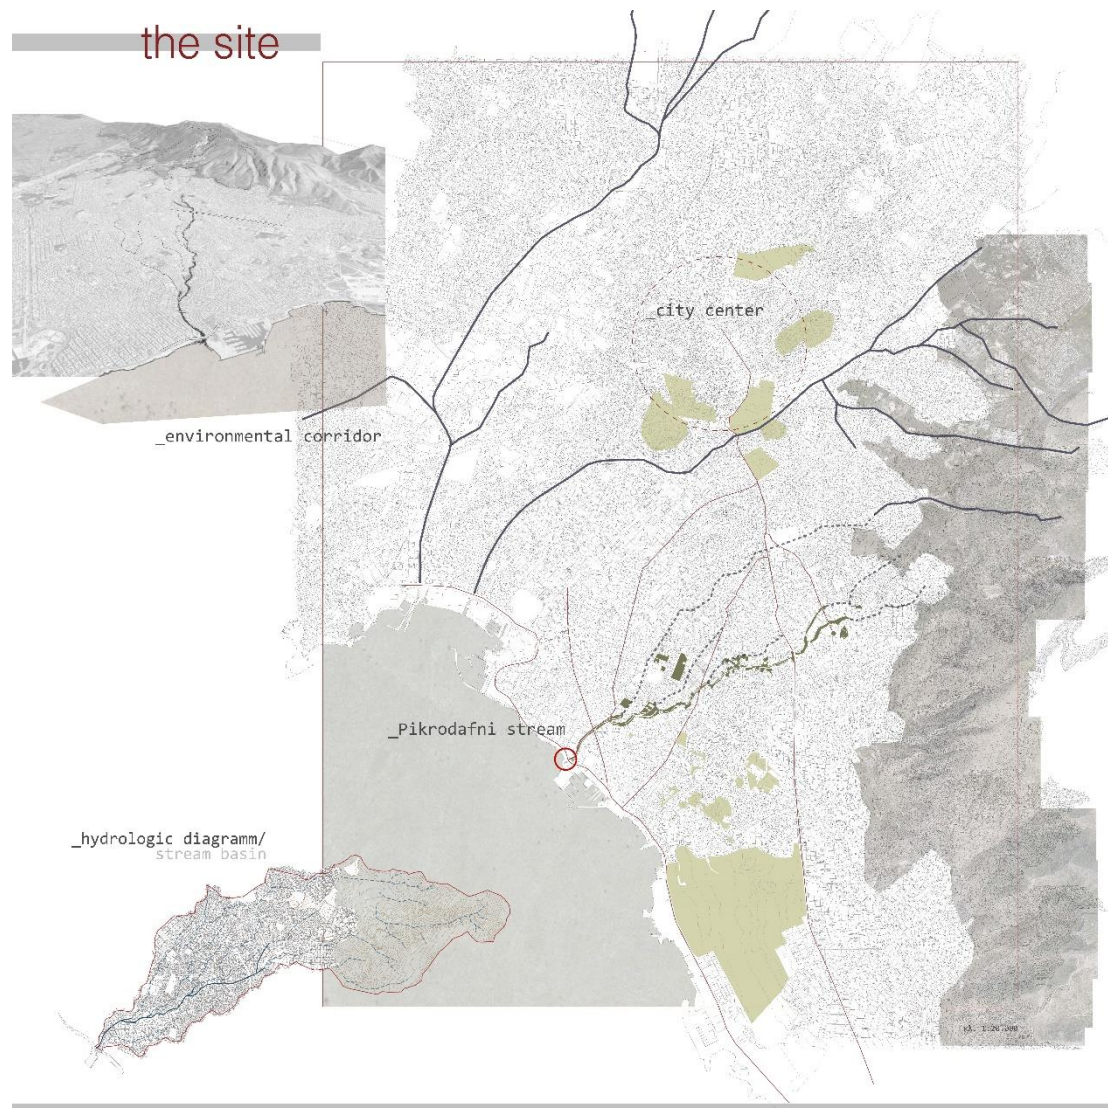 the site
_city center
_environmental corridor
_Pikrodafni stream
_hydrologic diagramm/
stream basin